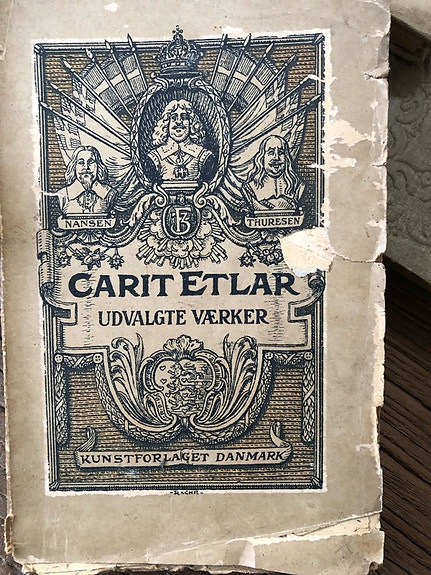 NANSEN
THURESEN
CARIT ETLAR
UDVALGTE VÆRKER
KUNSTFORLAGET DANMARK